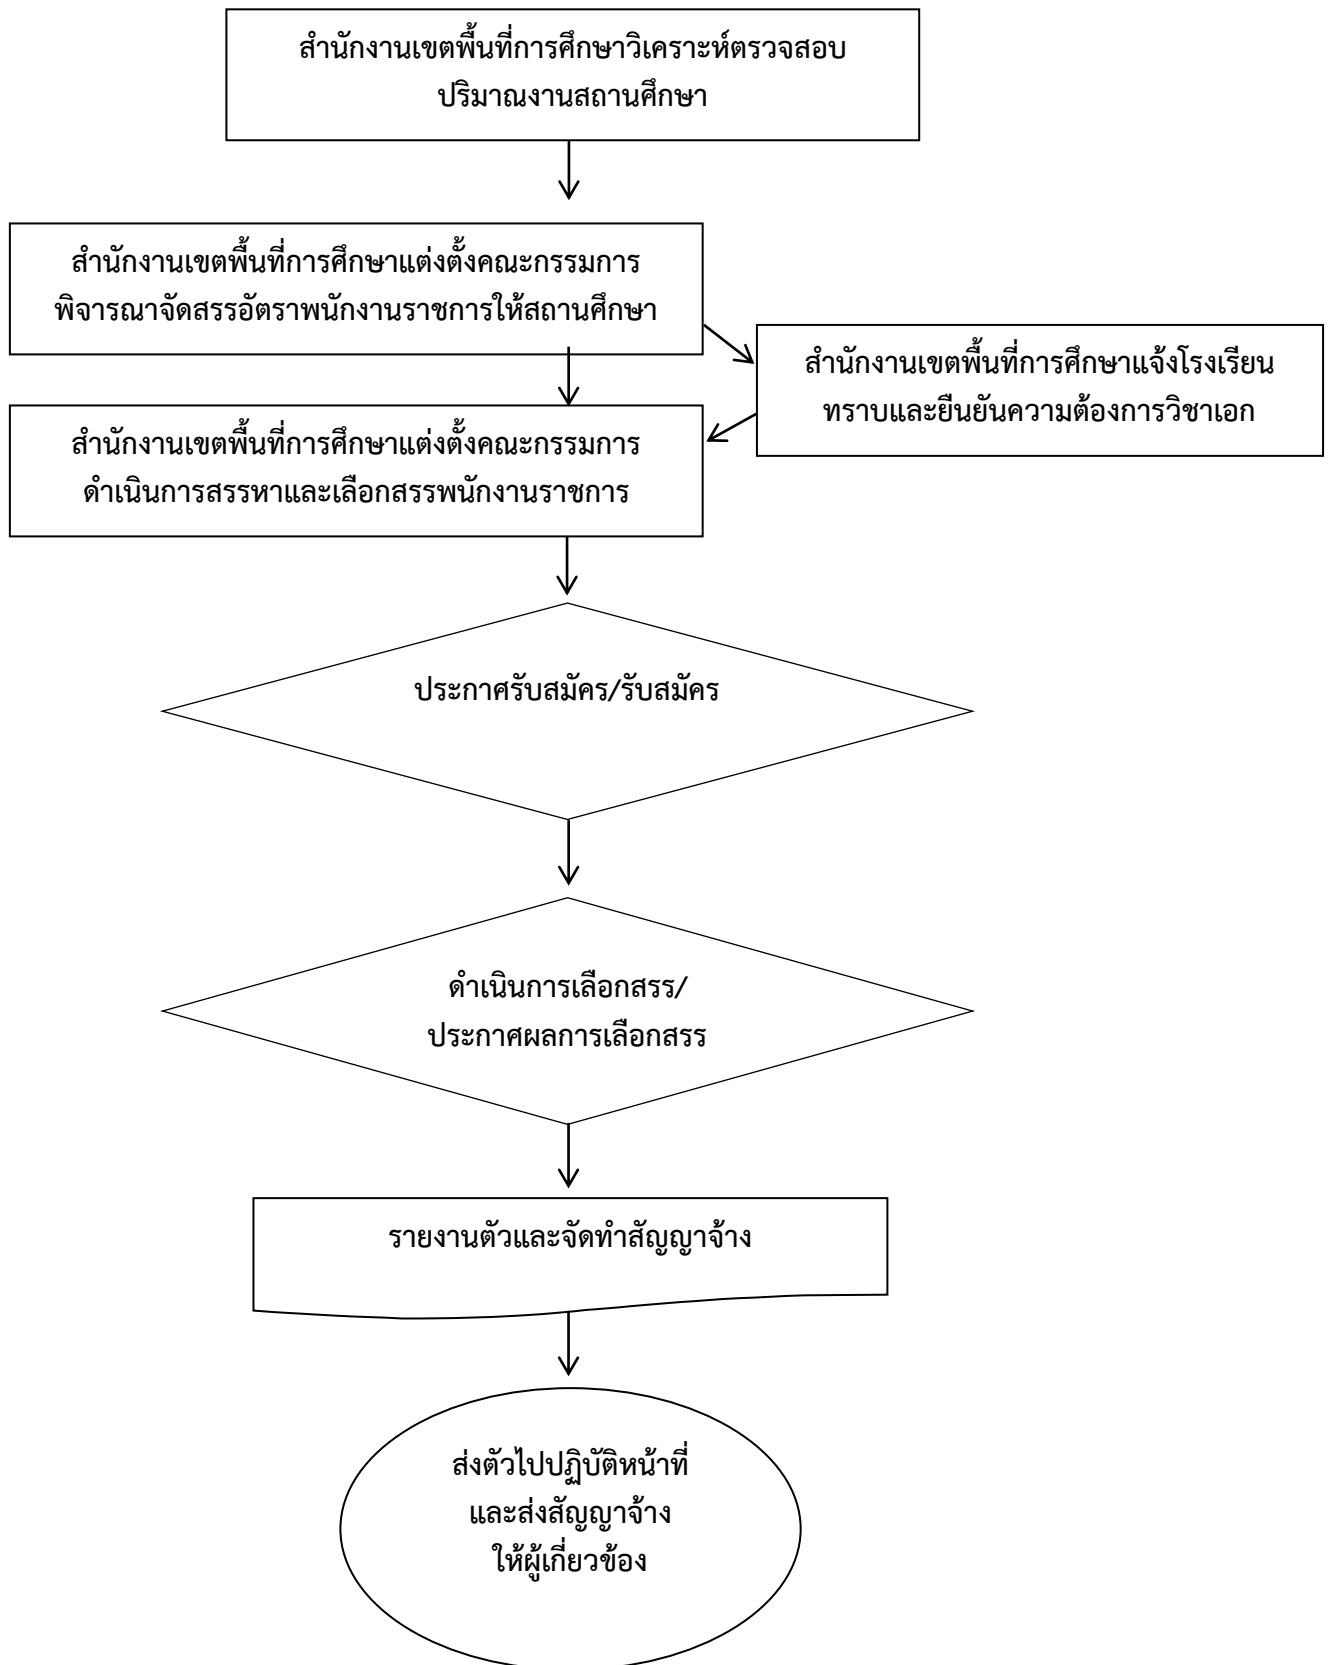 สำนักงานเขตพื้นที่การศึกษาวิเคราะห์ตรวจสอบ
ปริมาณงานสถานศึกษา
สำนักงานเขตพื้นที่การศึกษาแต่งตั้งคณะกรรมการ
พิจารณาจัดสรรอัตราพนักงานราชการให้สถานศึกษา
สำนักงานเขตพื้นที่การศึกษาแจ้งโรงเรียน
ทราบและยืนยันความต้องการวิชาเอก
สำนักงานเขตพื้นที่การศึกษาแต่งตั้งคณะกรรมการ
ดำเนินการสรรหาและเลือกสรรพนักงานราชการ
ประกาศรับสมัคร/รับสมัคร
ดำเนินการเลือกสรร/
ประกาศผลการเลือกสรร
รายงานตัวและจัดทำสัญญาจ้าง
ส่งตัวไปปฏิบัติหน้าที่
และส่งสัญญาจ้าง
ให้ผู้เกี่ยวข้อง